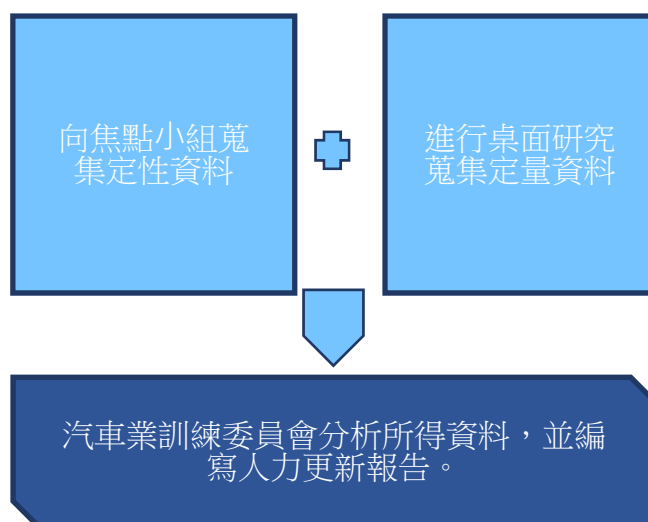 向焦點小組蒐
集定性資料
進行桌面研究
蒐集定量資料
汽車業訓練委員會分析所得資料，並編
寫人力更新報告。